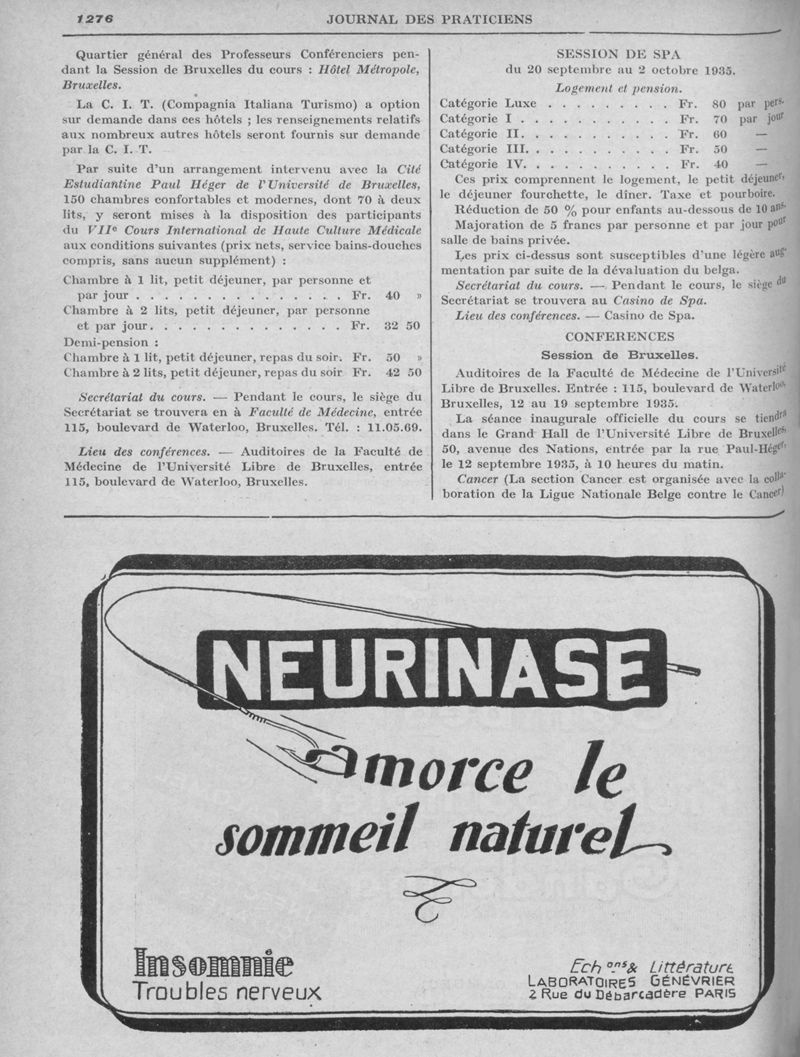 1276
JOURNAL DES PRATICIENS
Quartier général des Professeurs Conférenciers pen-
dant la Session de Bruxelles du cours : Hôtel Métropole,
Bruxelles.
La C. I. T. (Compagnia Italiana Turismo) a option
sur demande dans ces hôtels ; les renseignements relatifs
aux nombreux autres hôtels seront fournis sur demande
par la C. I. T.
Par suite d'un arrangement intervenu avec la Cité
Estudiantine Paul Héger de l'Université de Bruxelles,
150 chambres confortables et modernes, dont 70 à deux
lits, y seront mises à la disposition des participants
du VIIe Cours International de Haute Culture Médicale
aux conditions suivantes (prix nets, service bains-douches
compris, sans aucun supplément) :
Chambre à 1 lit, petit déjeuner, par personne et
par jour . . . . . . . . . . . . . . . Fr. 40 »
Chambre à 2 lits, petit déjeuner, par personne
et par jour. . . . . . . . . . . . . . Fr. 32 50
Demi-pension :
Chambre à 1 lit, petit déjeuner, repas du soir. Fr. 50 »
Chambre à 2 lits, petit déjeuner, repas du soir Fr. 42 50
Secrétariat du cours. — Pendant le cours, le siège du
Secrétariat se trouvera en à Faculté de Médecine, entrée
115, boulevard de Waterloo, Bruxelles. Tél. : 11.05.69.
Lieu des conférences. — Auditoires de la Faculté de
Médecine de l'Université Libre de Bruxelles, entrée
115, boulevard de Waterloo, Bruxelles.
SESSION DE SPA
du 20 septembre au 2 octobre 1935.
Logement et pension.
Catégorie Luxe . . . . . . . . . Fr. 80 par pers.
Catégorie I . . . . . . . . . . . Fr. 70 par jour
Catégorie II. . . . . . . . . . . Fr. 60 —
Catégorie III. . . . . . . . . . . Fr. 50 —
Catégorie IV. . . . . . . . . . . Fr. 40 —
Ces prix comprennent le logement, le petit déjeuner,
le déjeuner fourchette, le dîner. Taxe et pourboire.
Réduction de 50 % pour enfants au-dessous de 10 ans.
Majoration de 5 francs par personne et par jour pour
salle de bains privée.
Les prix ci-dessus sont susceptibles d'une légère aug-
mentation par suite de la dévaluation du belga.
Secrétariat du cours. — Pendant le cours, le siège du
Secrétariat se trouvera au Casino de Spa.
Lieu des conférences. — Casino de Spa.
CONFERENCES
Session de Bruxelles.
Auditoires de la Faculté de Médecine de l'Université
Libre de Bruxelles. Entrée : 115, boulevard de Waterloo,
Bruxelles, 12 au 19 septembre 1935.
La séance inaugurale officielle du cours se tiendra
dans le Grand Hall de l'Université Libre de Bruxelles,
50, avenue des Nations, entrée par la rue Paul-Héger,
le 12 septembre 1935, à 10 heures du matin.
Cancer (La section Cancer est organisée avec la colla-
boration de la Ligue Nationale Belge contre le Cancer)
NEURINASE
amorce le
sommeil naturel
Insomnie
Troubles nerveux
Echons & Littérature
LABORATOIRES GÉNÉVRIER
2 Rue du Débarcadère PARIS